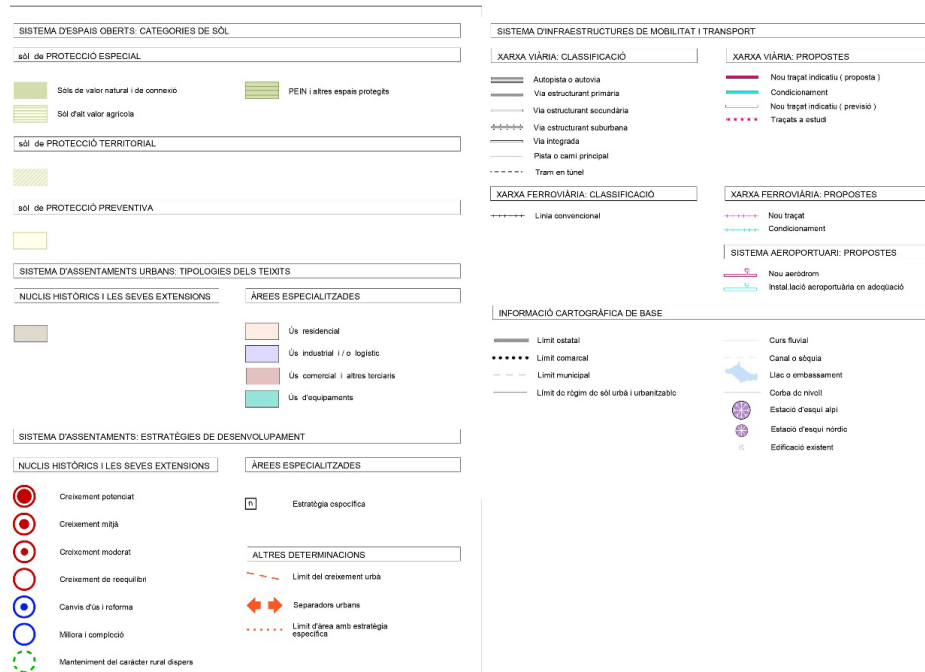 SISTEMA D'ESPAIS OBERTS: CATEGORIES DE SÒL
sòl de PROTECCIÓ ESPECIAL
Sòls de valor natural i de connexió
PEIN i altres espais protegits
Sòl d'alt valor agrícola
sòl de PROTECCIÓ TERRITORIAL
sòl de PROTECCIÓ PREVENTIVA
SISTEMA D'ASSENTAMENTS URBANS: TIPOLOGIES DELS TEIXITS
NUCLIS HISTÒRICS I LES SEVES EXTENSIONS
ÀREES ESPECIALITZADES
Ús residencial
Ús industrial i / o logístic
Ús comercial i altres terciaris
Ús d'equipaments
SISTEMA D'ASSENTAMENTS: ESTRATÈGIES DE DESENVOLUPAMENT
NUCLIS HISTÒRICS I LES SEVES EXTENSIONS
Creixement potenciat
Creixement mitjà
Creixement moderat
Creixement de reequilibri
Canvis d'ús i reforma
Millora i compleció
Manteniment del caràcter rural dispers
ÀREES ESPECIALITZADES
n
Estratègia específica
ALTRES DETERMINACIONS
Límit del creixement urbà
Separadors urbans
Límit d'àrea amb estratègia
específica
SISTEMA D'INFRAESTRUCTURES DE MOBILITAT I TRANSPORT
XARXA VIÀRIA: CLASSIFICACIÓ
Autopista o autovia
Via estructurant primària
Via estructurant secundària
Via estructurant suburbana
Via integrada
Pista o camí principal
Tram en túnel
XARXA VIÀRIA: PROPOSTES
Nou traçat indicatiu ( proposta )
Condicionament
Nou traçat indicatiu ( previsió )
Traçats a estudi
XARXA FERROVIÀRIA: CLASSIFICACIÓ
Línia convencional
XARXA FERROVIÀRIA: PROPOSTES
Nou traçat
Condicionament
SISTEMA AEROPORTUARI: PROPOSTES
Nou aeròdrom
Instal.lació aeroportuària en adeqüació
INFORMACIÓ CARTOGRÀFICA DE BASE
Límit estatal
Límit comarcal
Límit municipal
Límit de règim de sòl urbà i urbanitzable
Curs fluvial
Canal o sèquia
Llac o embassament
Corba de nivell
Estació d'esquí alpí
Estació d'esquí nòrdic
Edificació existent